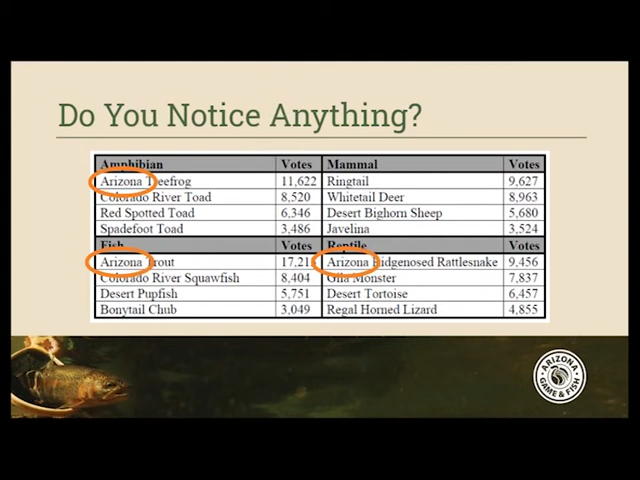 Do You Notice Anything?
Amphibian Votes Mammal Votes
Arizona Treefrog 11,622 Ringtail 9,627
Colorado River Toad 8,520 Whitetail Deer 8,963
Red Spotted Toad 6,346 Desert Bighorn Sheep 5,680
Spadefoot Toad 3,486 Javelina 3,524
Fish Votes Reptile Votes
Arizona Trout Arizona Ridgenosed Rattlesnake 9,456
Colorado River Squawfish 8,404 Gila Monster 7,837
Desert Pupfish 5,751 Desert Tortoise 6,457
Bonytail Chub 3,049 Regal Horned Lizard 4,855
ARIZONA
GAME & FISH